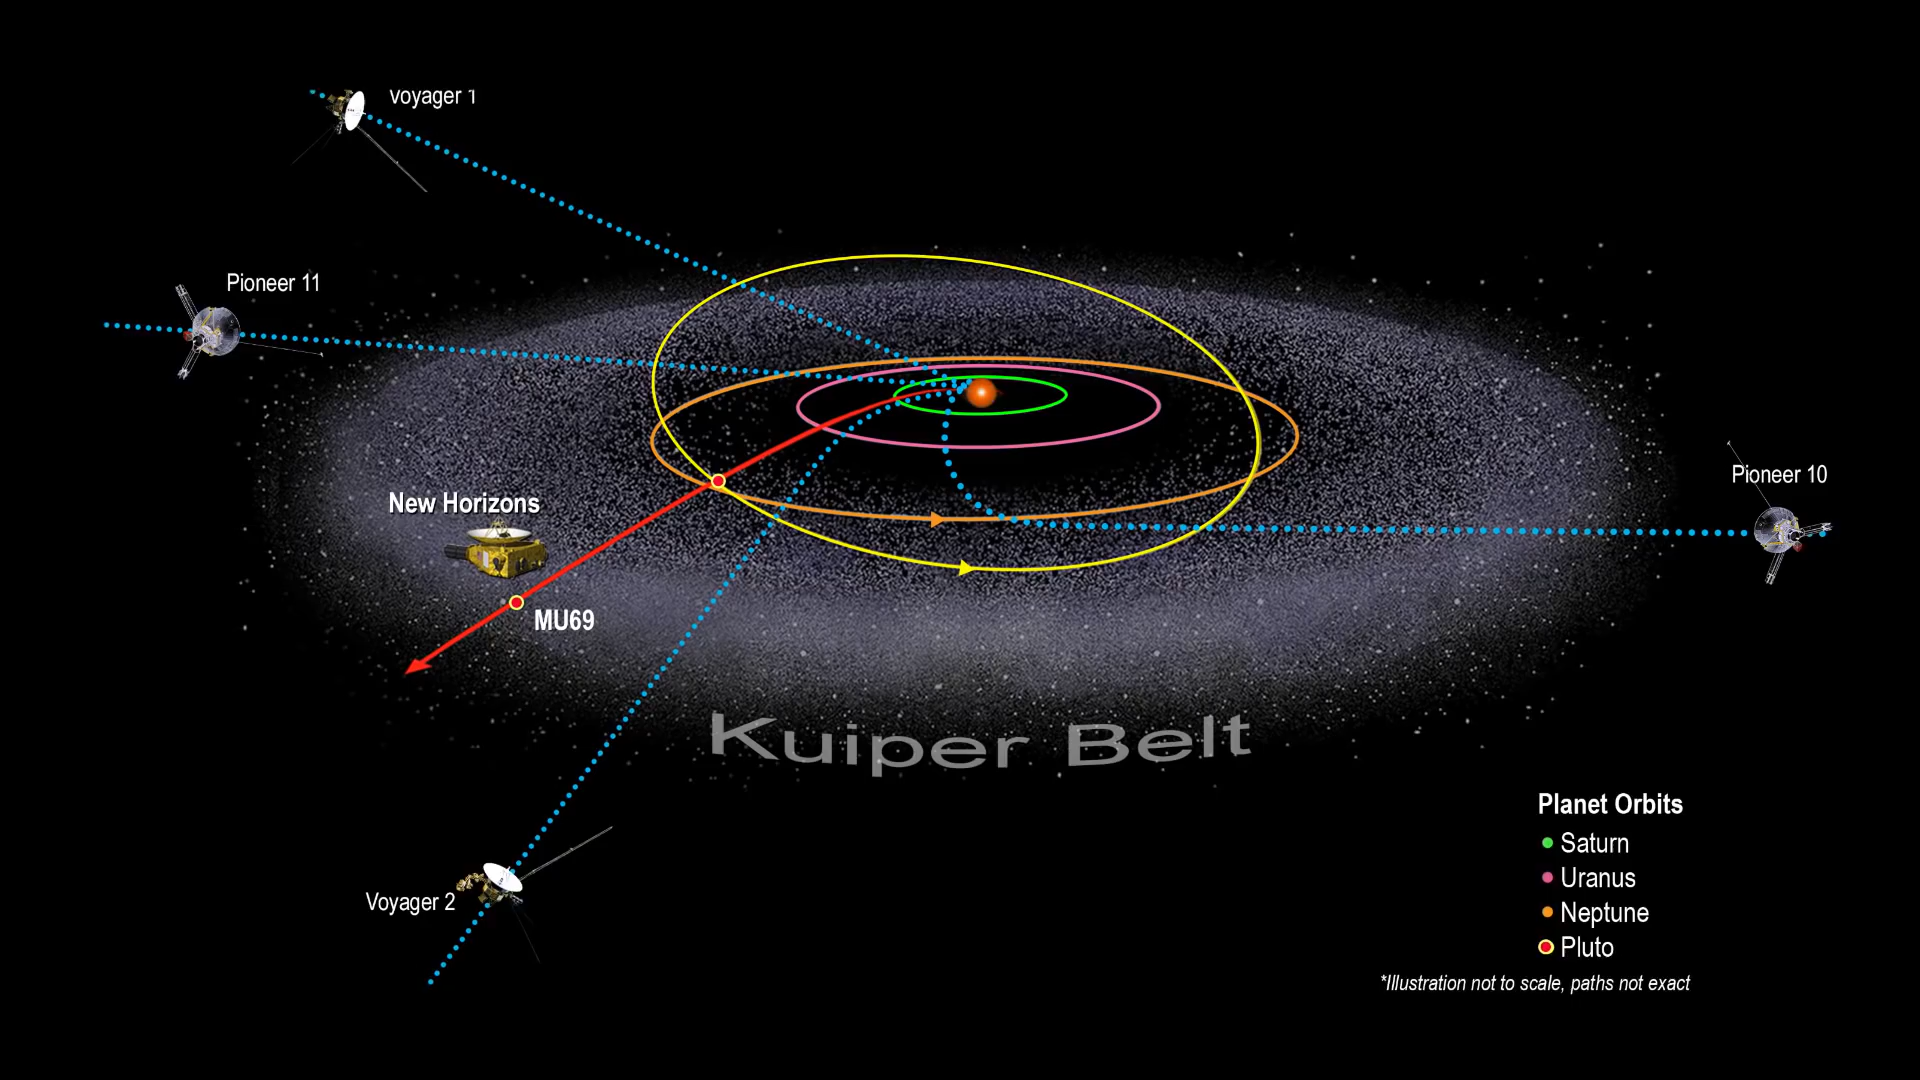 Voyager 1
Pioneer 11
Pioneer 10
New Horizons
MU69
Kuiper Belt
Voyager 2
Planet Orbits
Saturn
Uranus
Neptune
Pluto
*Illustration not to scale, paths not exact